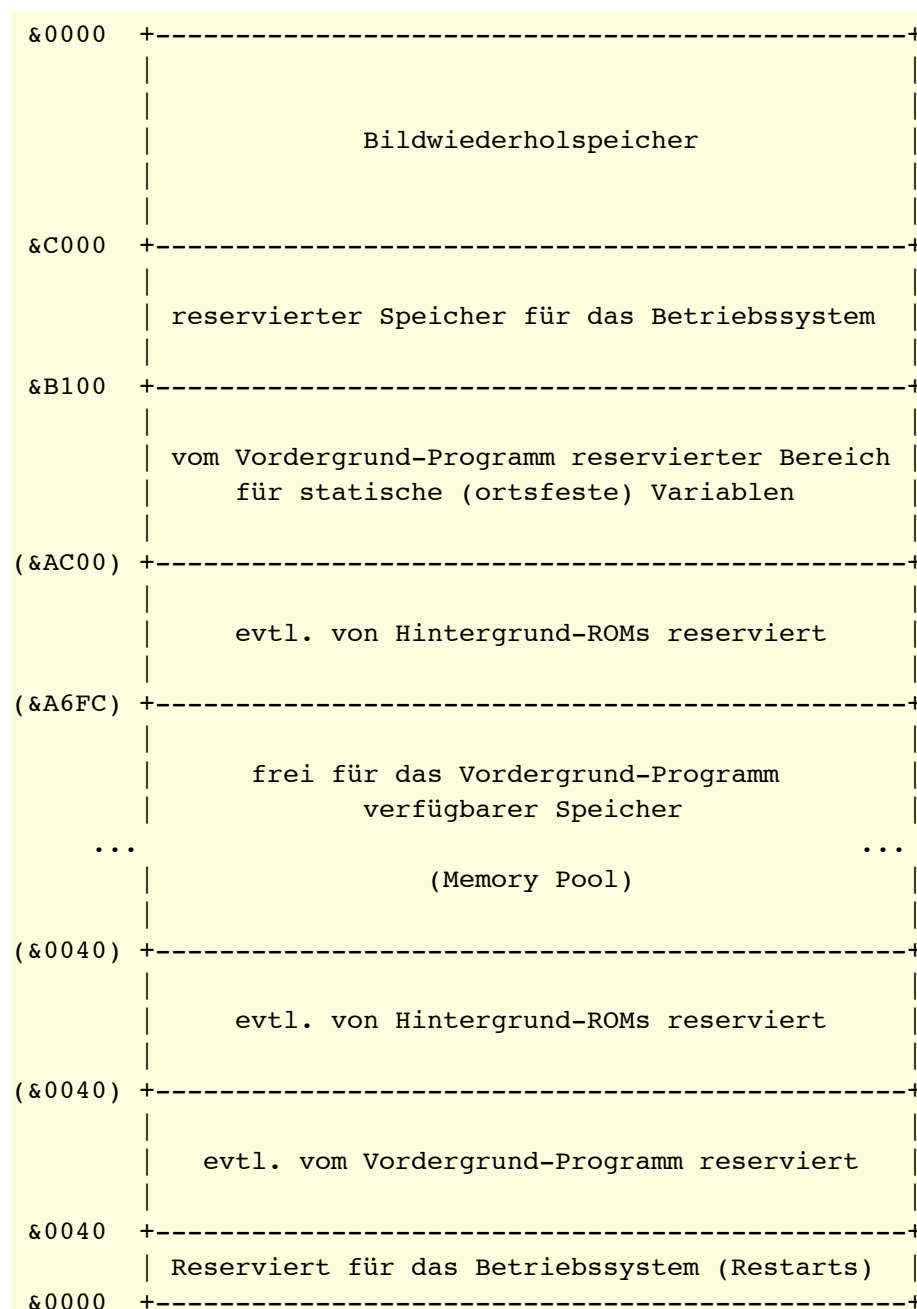 &0000 +-----------------------------------------------+
Bildwiederholspeicher
&C000 +-----------------------------------------------+
reservierter Speicher für das Betriebssystem
&B100 +-----------------------------------------------+
vom Vordergrund-Programm reservierter Bereich
für statische (ortsfeste) Variablen
(&AC00) +-----------------------------------------------+
evtl. von Hintergrund-ROMs reserviert
(&A6FC) +-----------------------------------------------+
frei für das Vordergrund-Programm
verfügbarer Speicher
... ...
(Memory Pool)
(&0040) +-----------------------------------------------+
evtl. von Hintergrund-ROMs reserviert
(&0040) +-----------------------------------------------+
evtl. vom Vordergrund-Programm reserviert
&0040 +-----------------------------------------------+
Reserviert für das Betriebssystem (Restarts)
&0000 +-----------------------------------------------+